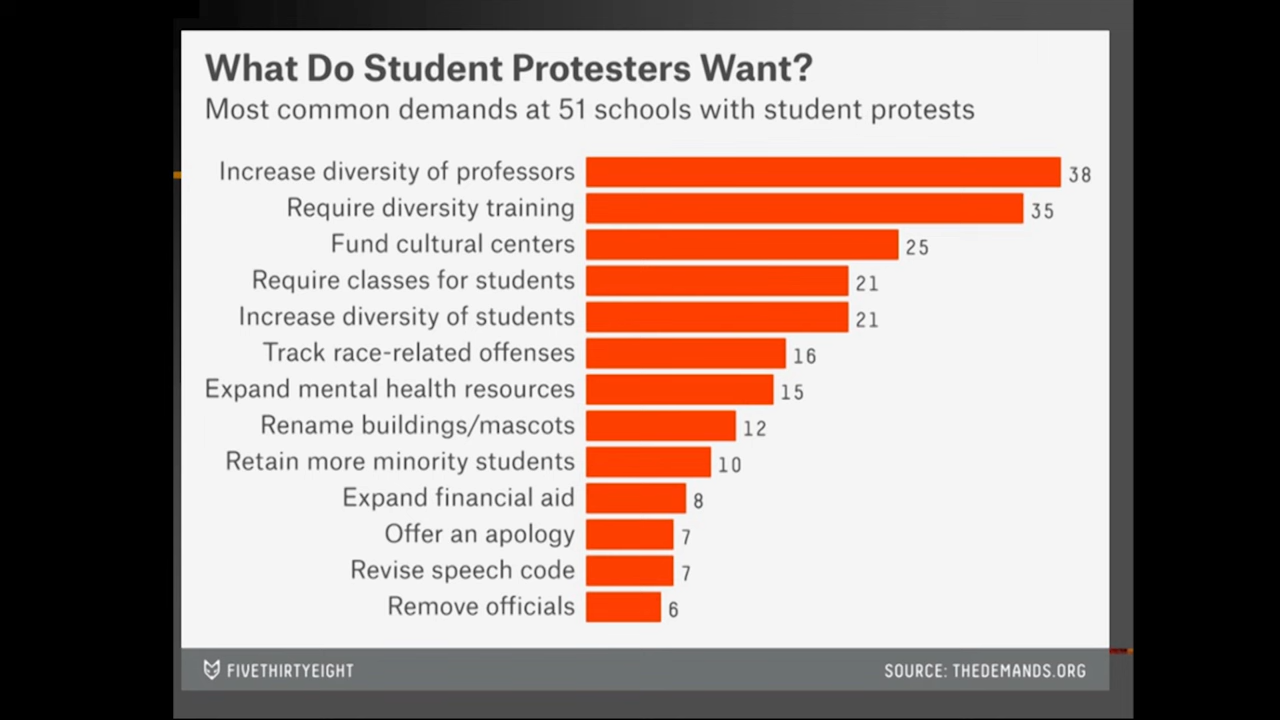 What Do Student Protesters Want?
Most common demands at 51 schools with student protests
Increase diversity of professors 38
Require diversity training 35
Fund cultural centers 25
Require classes for students 21
Increase diversity of students 21
Track race-related offenses 16
Expand mental health resources 15
Rename buildings/mascots 12
Retain more minority students 10
Expand financial aid 8
Offer an apology 7
Revise speech code 7
Remove officials 6
FIVETHIRTYEIGHT SOURCE: THEDEMANDS.ORG